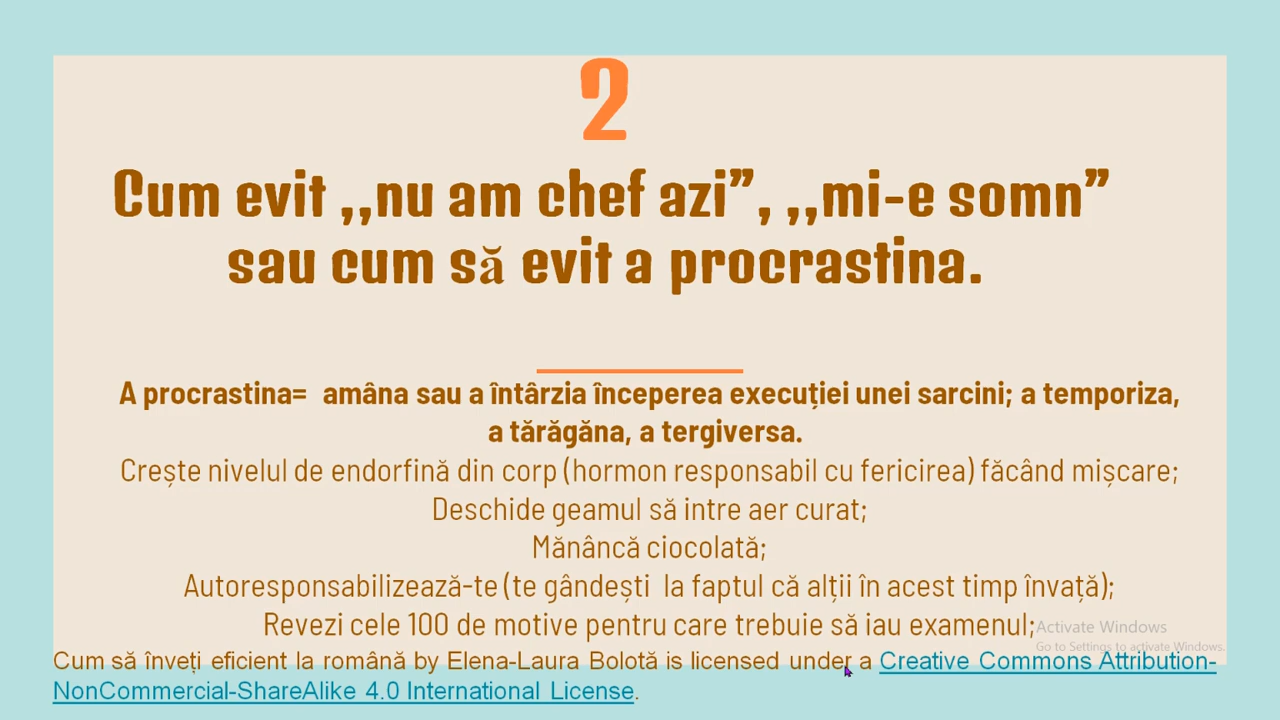 2
Cum evit ,,nu am chef azi”, ,,mi-e somn”
sau cum să evit a procrastina.
A procrastina=  amâna sau a întârzia începerea execuției unei sarcini; a temporiza,
a tărăgăna, a tergiversa.
Crește nivelul de endorfină din corp (hormon responsabil cu fericirea) făcând mișcare;
Deschide geamul să intre aer curat;
Mănâncă ciocolată;
Autoresponsabilizează-te (te gândești  la faptul că alții în acest timp învață);
Revezi cele 100 de motive pentru care trebuie să iau examenul;
Activate Windows
Go to Settings to activate Windows.
Cum să înveți eficient la română by Elena-Laura Bolotă is licensed under a Creative Commons Attribution-
NonCommercial-ShareAlike 4.0 International License.